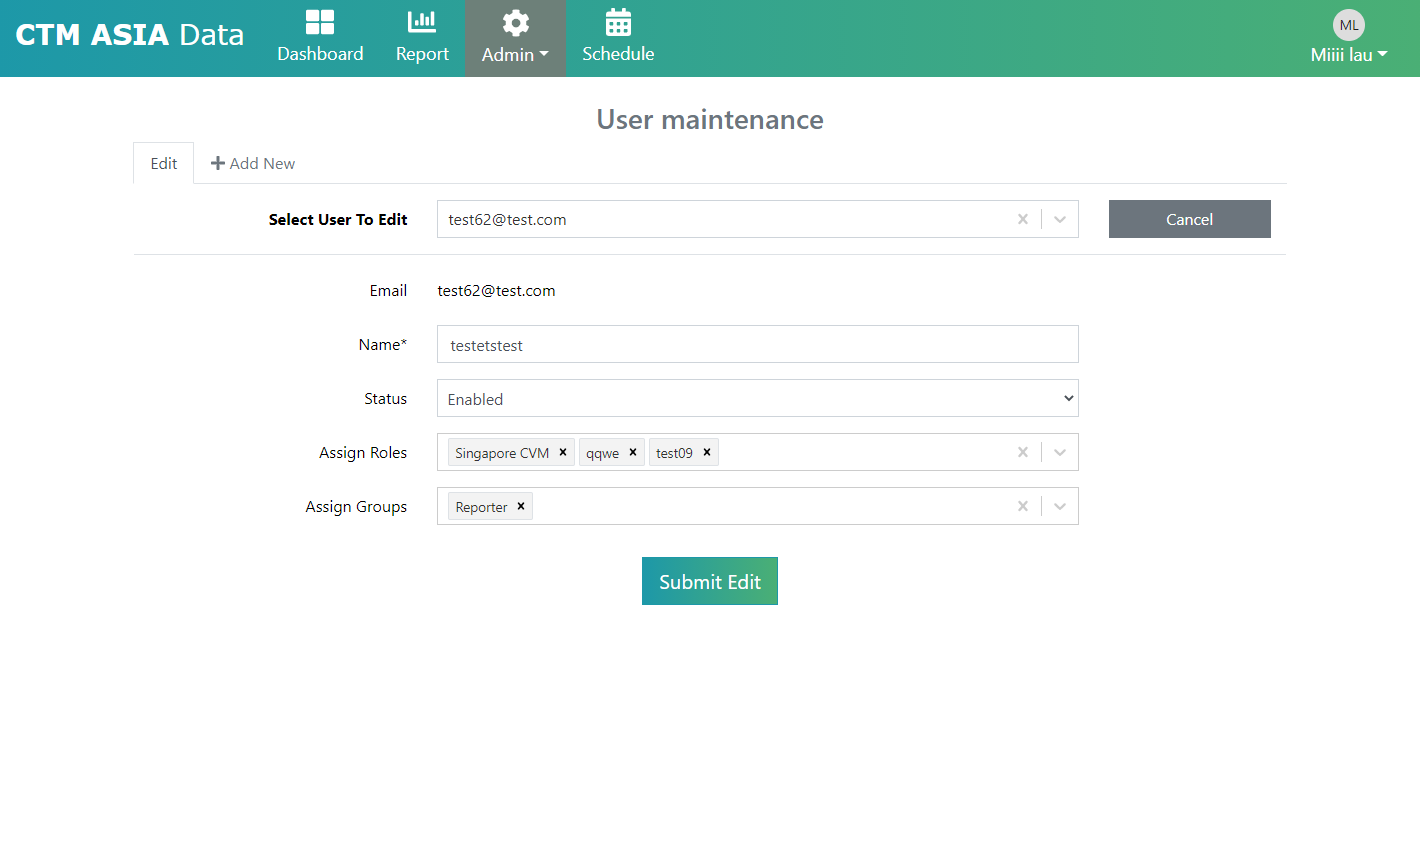 CTM ASIA Data
Dashboard
Report
Admin
Schedule
ML
Miiii lau
User maintenance
Edit
Add New
Select User To Edit
test62@test.com
Cancel
Email
test62@test.com
Name*
testetstest
Status
Enabled
Assign Roles
Singapore CVM
qqwe
test09
Assign Groups
Reporter
Submit Edit